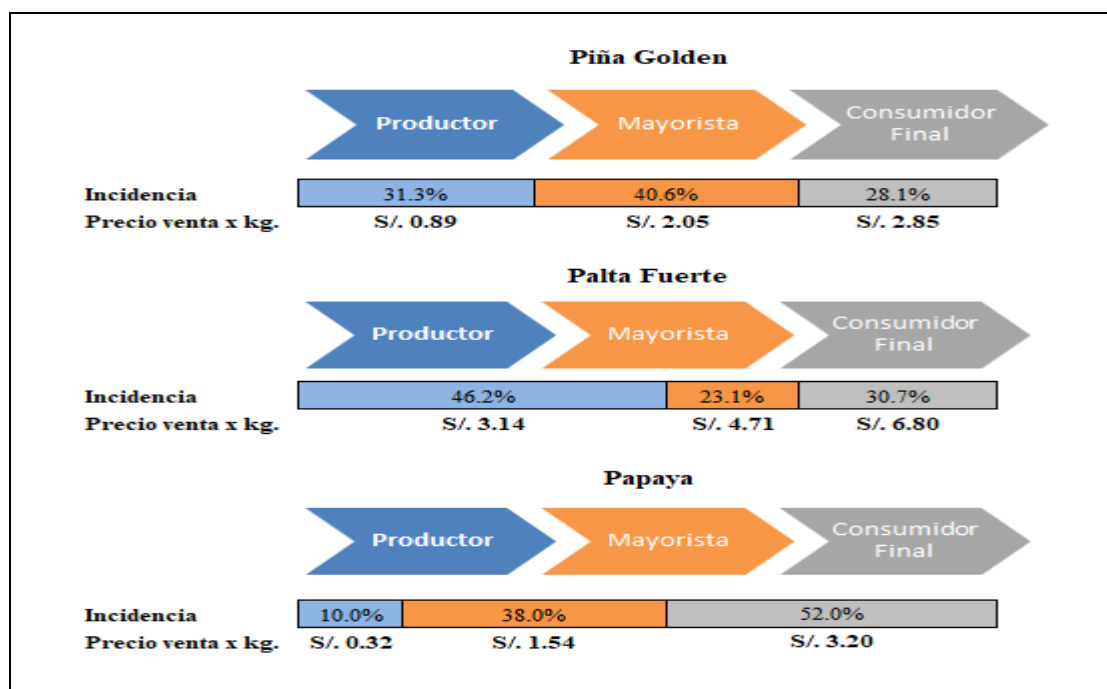 Piña Golden
Productor Mayorista Consumidor
Final
Incidencia 31.3% 40.6% 28.1%
Precio venta x kg. S/. 0.89 S/. 2.05 S/. 2.85
Palta Fuerte
Productor Mayorista Consumidor
Final
Incidencia 46.2% 23.1% 30.7%
Precio venta x kg. S/. 3.14 S/. 4.71 S/. 6.80
Papaya
Productor Mayorista Consumidor
Final
Incidencia 10.0% 38.0% 52.0%
Precio venta x kg. S/. 0.32 S/. 1.54 S/. 3.20